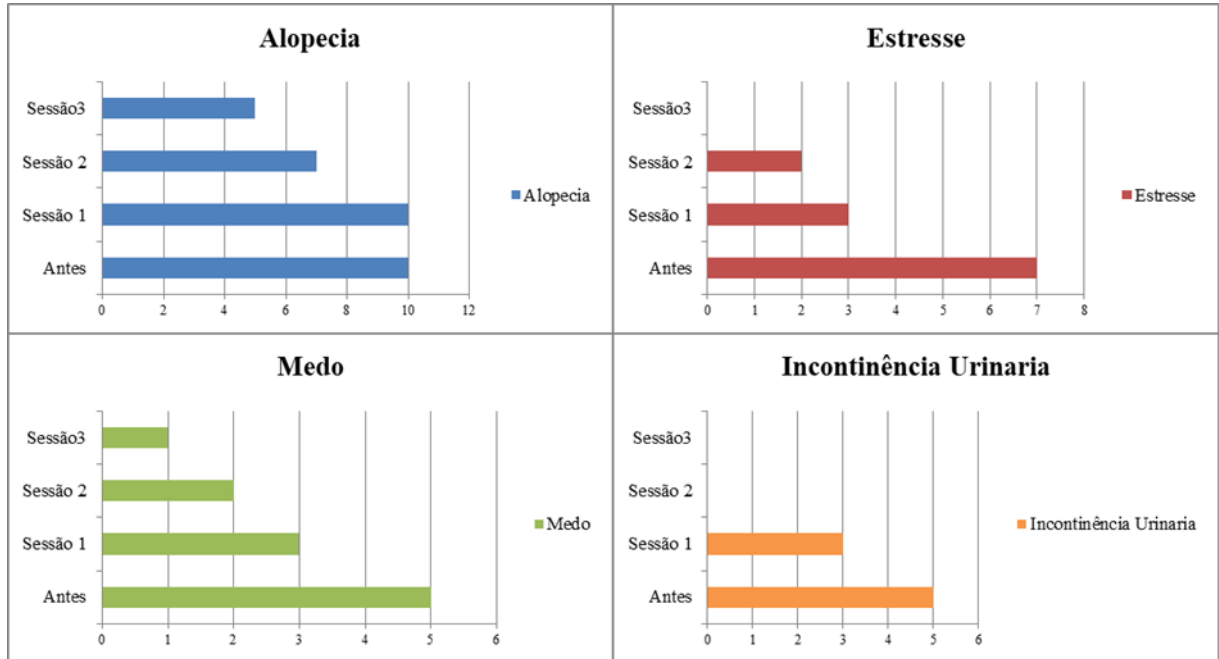 Alopecia
Sessão3
Sessão 2
Sessão 1
Antes
0 2 4 6 8 10 12
Alopecia
Estresse
Sessão3
Sessão 2
Sessão 1
Antes
0 1 2 3 4 5 6 7 8
Estresse
Medo
Sessão3
Sessão 2
Sessão 1
Antes
0 1 2 3 4 5 6
Medo
Incontinência Urinaria
Sessão3
Sessão 2
Sessão 1
Antes
0 1 2 3 4 5 6
Incontinência Urinaria